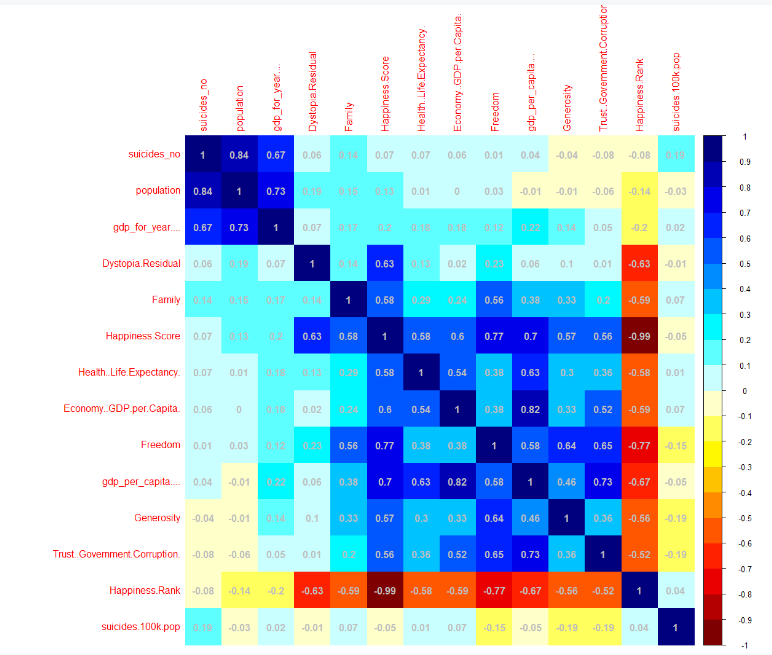 suicides_no
population
gdp_for_year....
Dystopia.Residual
Family
Happiness.Score
Health..Life.Expectancy.
Economy..GDP.per.Capita.
Freedom
gdp_per_capita....
Generosity
Trust..Government.Corruption
Happiness.Rank
suicides.100k.pop
suicides_no 1 0.84 0.67 0.06 0.14 0.07 0.07 0.06 0.01 0.04 -0.04 -0.08 -0.08 0.19
population 0.84 1 0.73 0.19 0.15 0.13 0.01 0 0.03 -0.01 -0.01 -0.06 -0.14 -0.03
gdp_for_year.... 0.67 0.73 1 0.07 0.17 0.2 0.18 0.18 0.12 0.22 0.14 0.05 -0.2 0.02
Dystopia.Residual 0.06 0.19 0.07 1 0.14 0.63 0.13 0.02 0.23 0.06 0.1 0.01 -0.63 -0.01
Family 0.14 0.15 0.17 0.14 1 0.58 0.29 0.24 0.56 0.38 0.33 0.2 -0.59 0.07
Happiness.Score 0.07 0.13 0.2 0.63 0.58 1 0.58 0.6 0.77 0.7 0.57 0.56 -0.99 -0.05
Health..Life.Expectancy. 0.07 0.01 0.18 0.13 0.29 0.58 1 0.54 0.38 0.63 0.3 0.36 -0.58 0.01
Economy..GDP.per.Capita. 0.06 0 0.18 0.02 0.24 0.6 0.54 1 0.38 0.82 0.33 0.52 -0.59 0.07
Freedom 0.01 0.03 0.12 0.23 0.56 0.77 0.38 0.38 1 0.58 0.64 0.65 -0.77 -0.15
gdp_per_capita.... 0.04 -0.01 0.22 0.06 0.38 0.7 0.63 0.82 0.58 1 0.46 0.73 -0.67 -0.05
Generosity -0.04 -0.01 0.14 0.1 0.33 0.57 0.3 0.33 0.64 0.46 1 0.36 -0.56 -0.19
Trust..Government.Corruption. -0.08 -0.06 0.05 0.01 0.2 0.56 0.36 0.52 0.65 0.73 0.36 1 -0.52 -0.19
Happiness.Rank -0.08 -0.14 -0.2 -0.63 -0.59 -0.99 -0.58 -0.59 -0.77 -0.67 -0.56 -0.52 1 0.04
suicides.100k.pop 0.19 -0.03 0.02 -0.01 0.07 -0.05 0.01 0.07 -0.15 -0.05 -0.19 -0.19 0.04 1
1
0.9
0.8
0.7
0.6
0.5
0.4
0.3
0.2
0.1
0
-0.1
-0.2
-0.3
-0.4
-0.5
-0.6
-0.7
-0.8
-0.9
-1